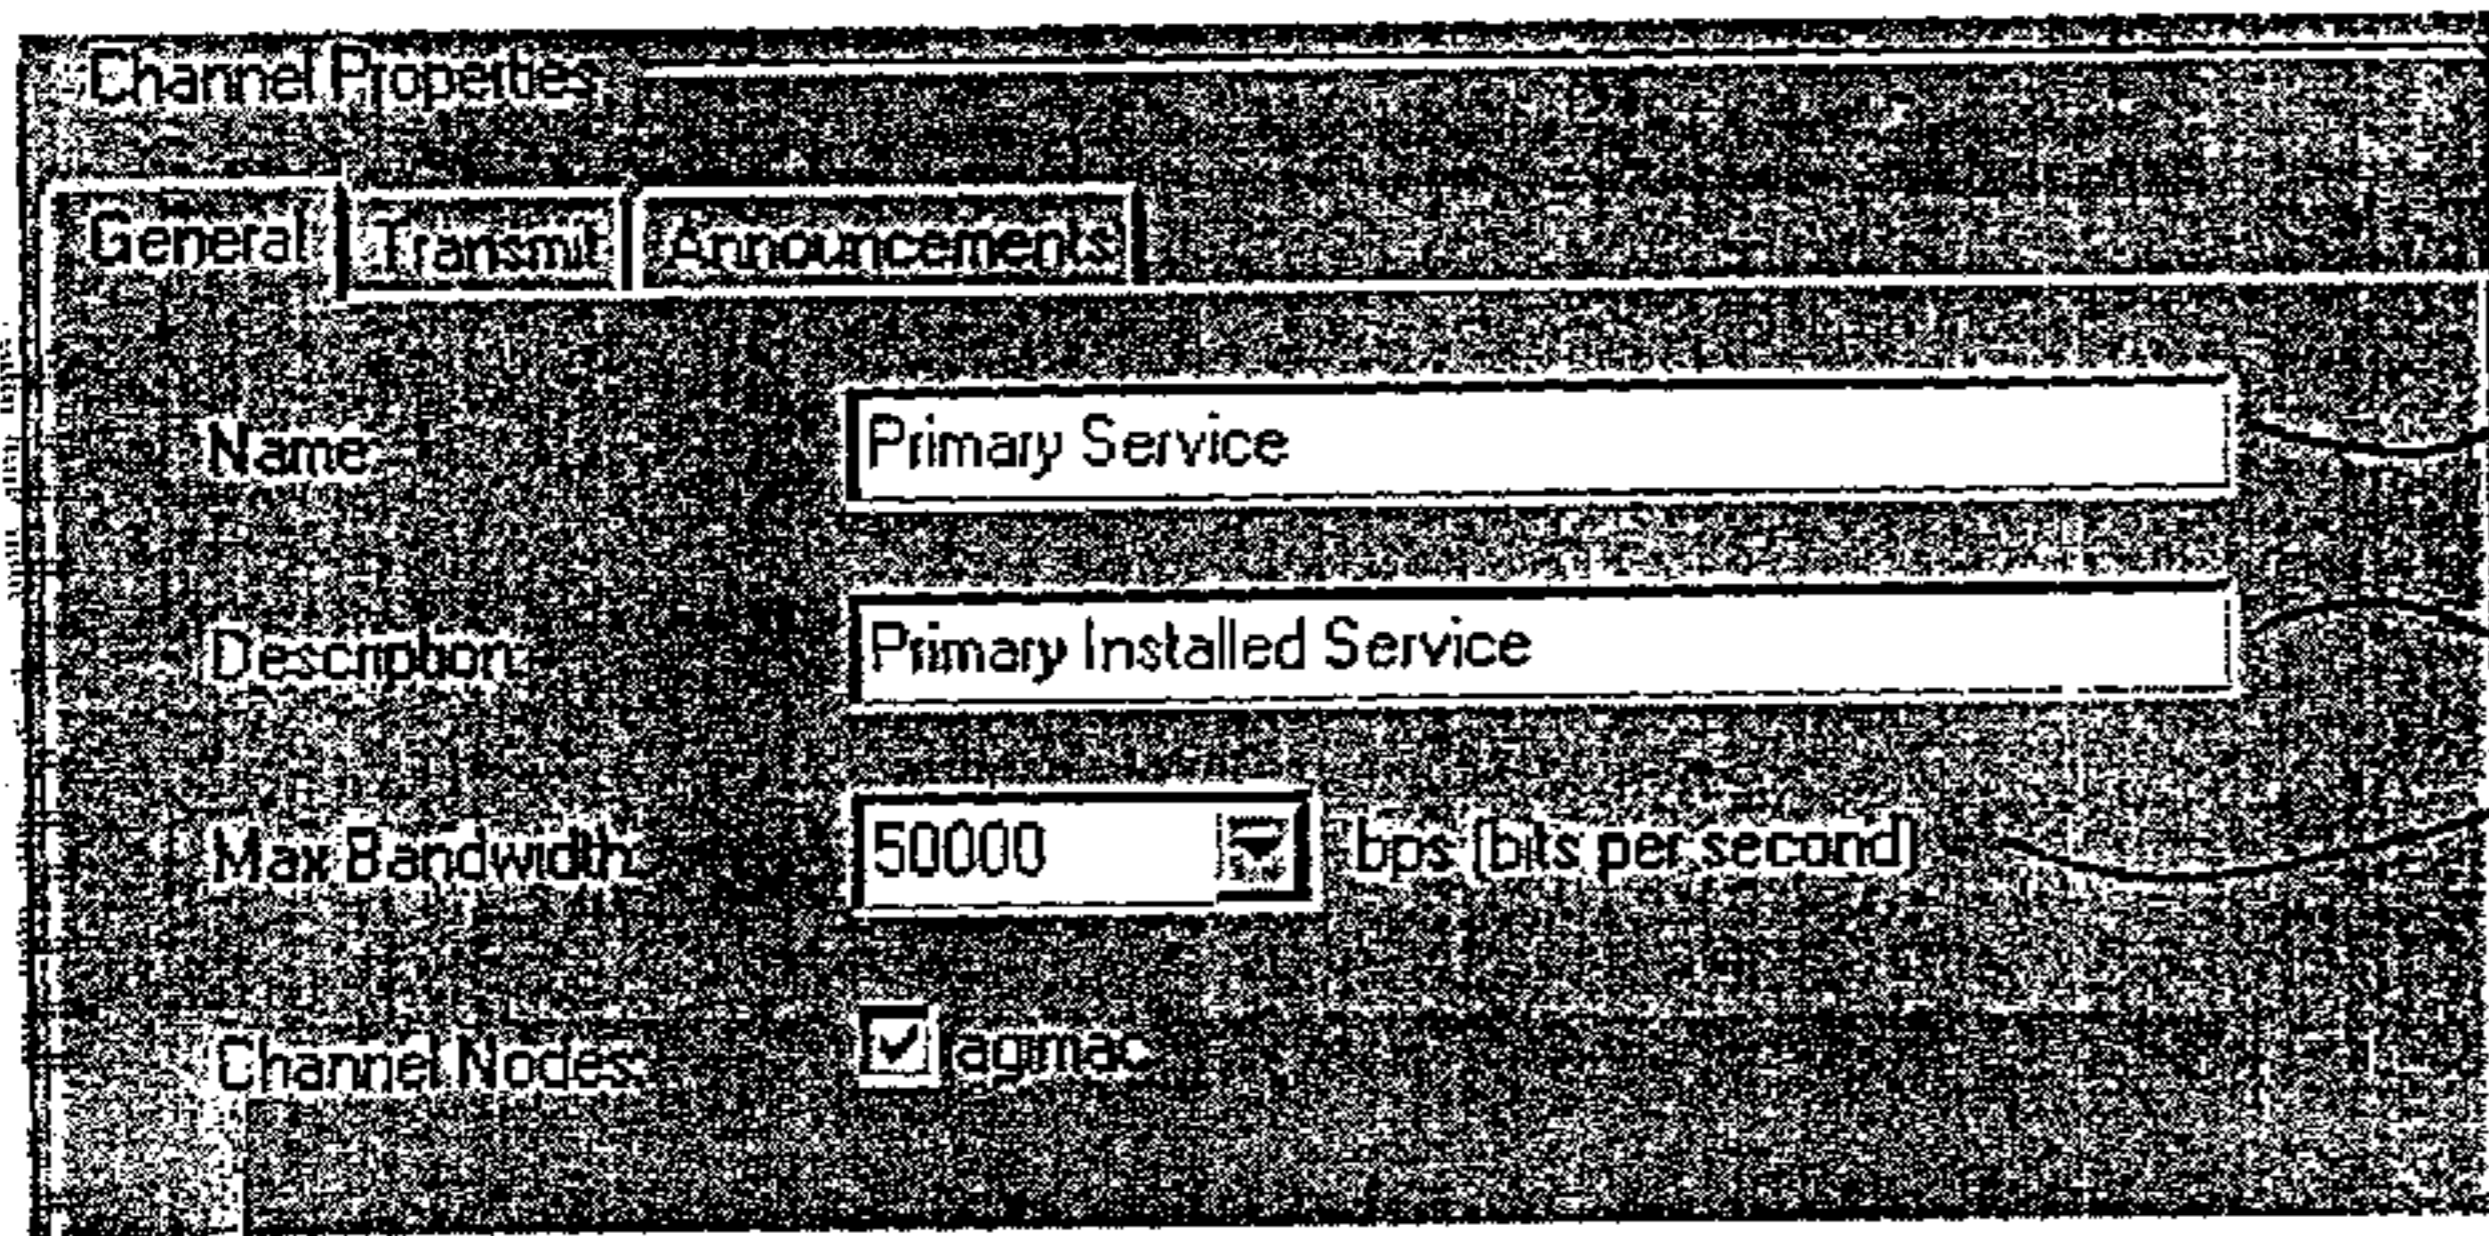 Channel Properties
General Transmit Announcements
Name: Primary Service
Description: Primary Installed Service
Max Bandwidth: 50000 bps (bits per second)
Channel Nodes: agimac